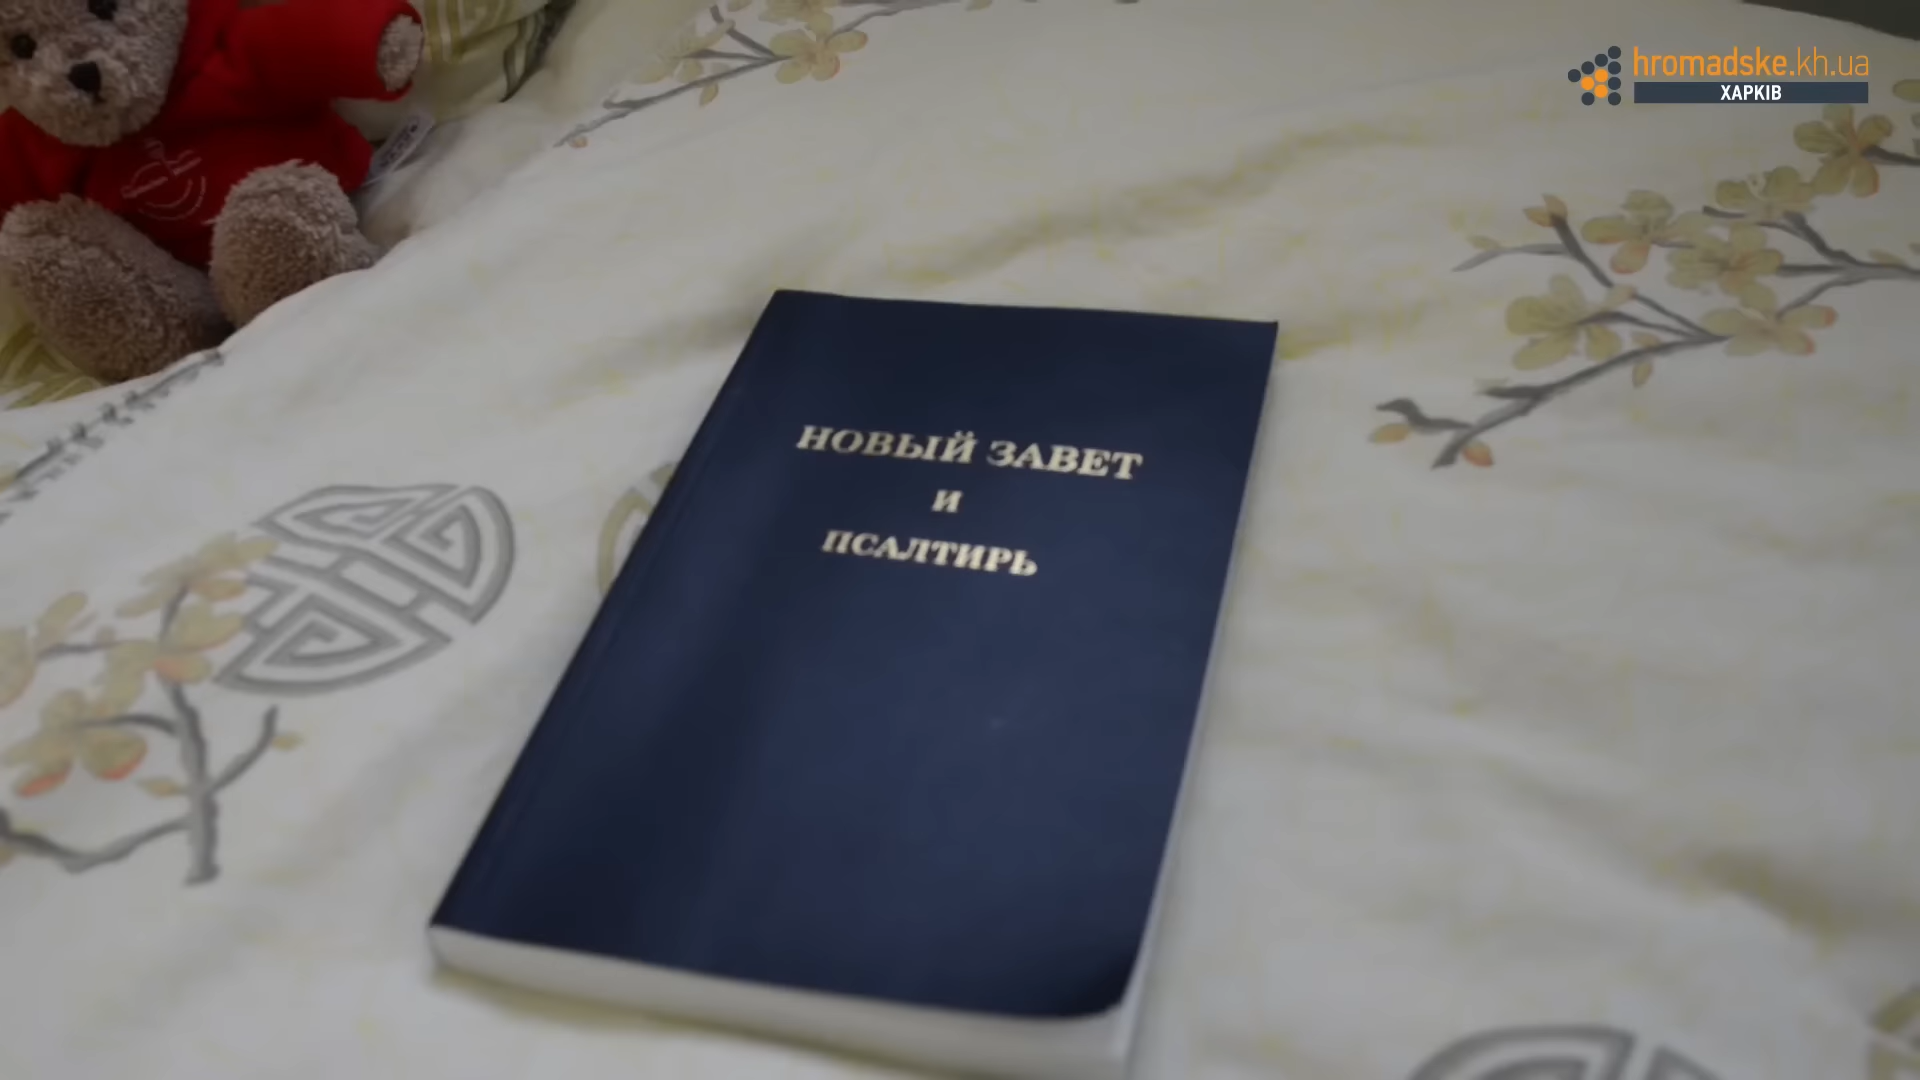 hromadske.kh.ua
ХАРКІВ
НОВЫЙ ЗАВЕТ
И
ПСАЛТИРЬ